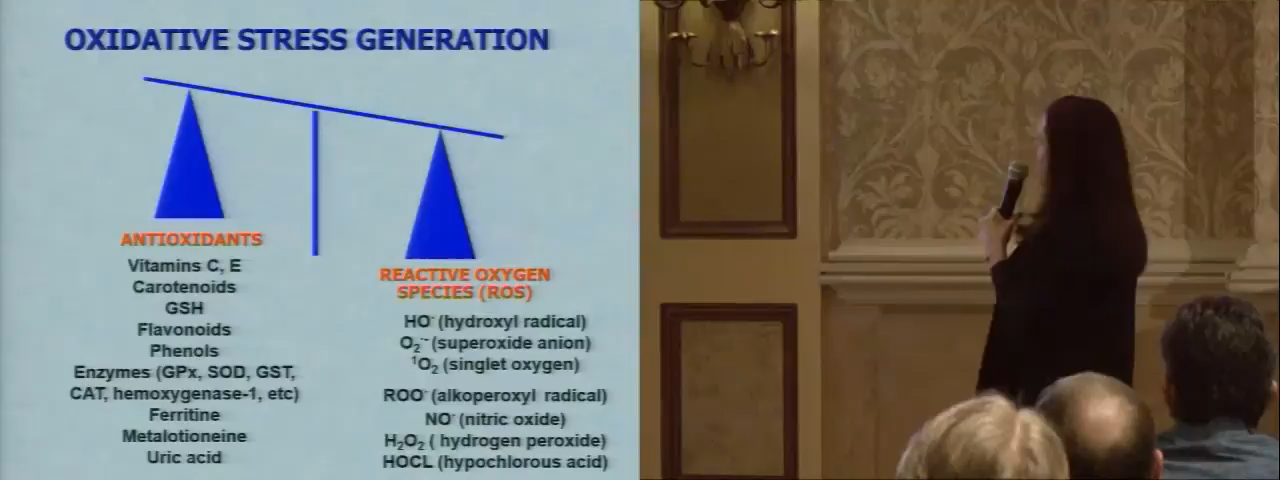 OXIDATIVE STRESS GENERATION
ANTIOXIDANTS
Vitamins C, E
Carotenoids
GSH
Flavonoids
Phenols
Enzymes (GPx, SOD, GST,
CAT, hemoxygenase-1, etc)
Ferritine
Metalotioneine
Uric acid
REACTIVE OXYGEN
SPECIES (ROS)
HO· (hydroxyl radical)
O₂·⁻ (superoxide anion)
¹O₂ (singlet oxygen)
ROO· (alkoperoxyl radical)
NO· (nitric oxide)
H₂O₂ ( hydrogen peroxide)
HOCL (hypochlorous acid)